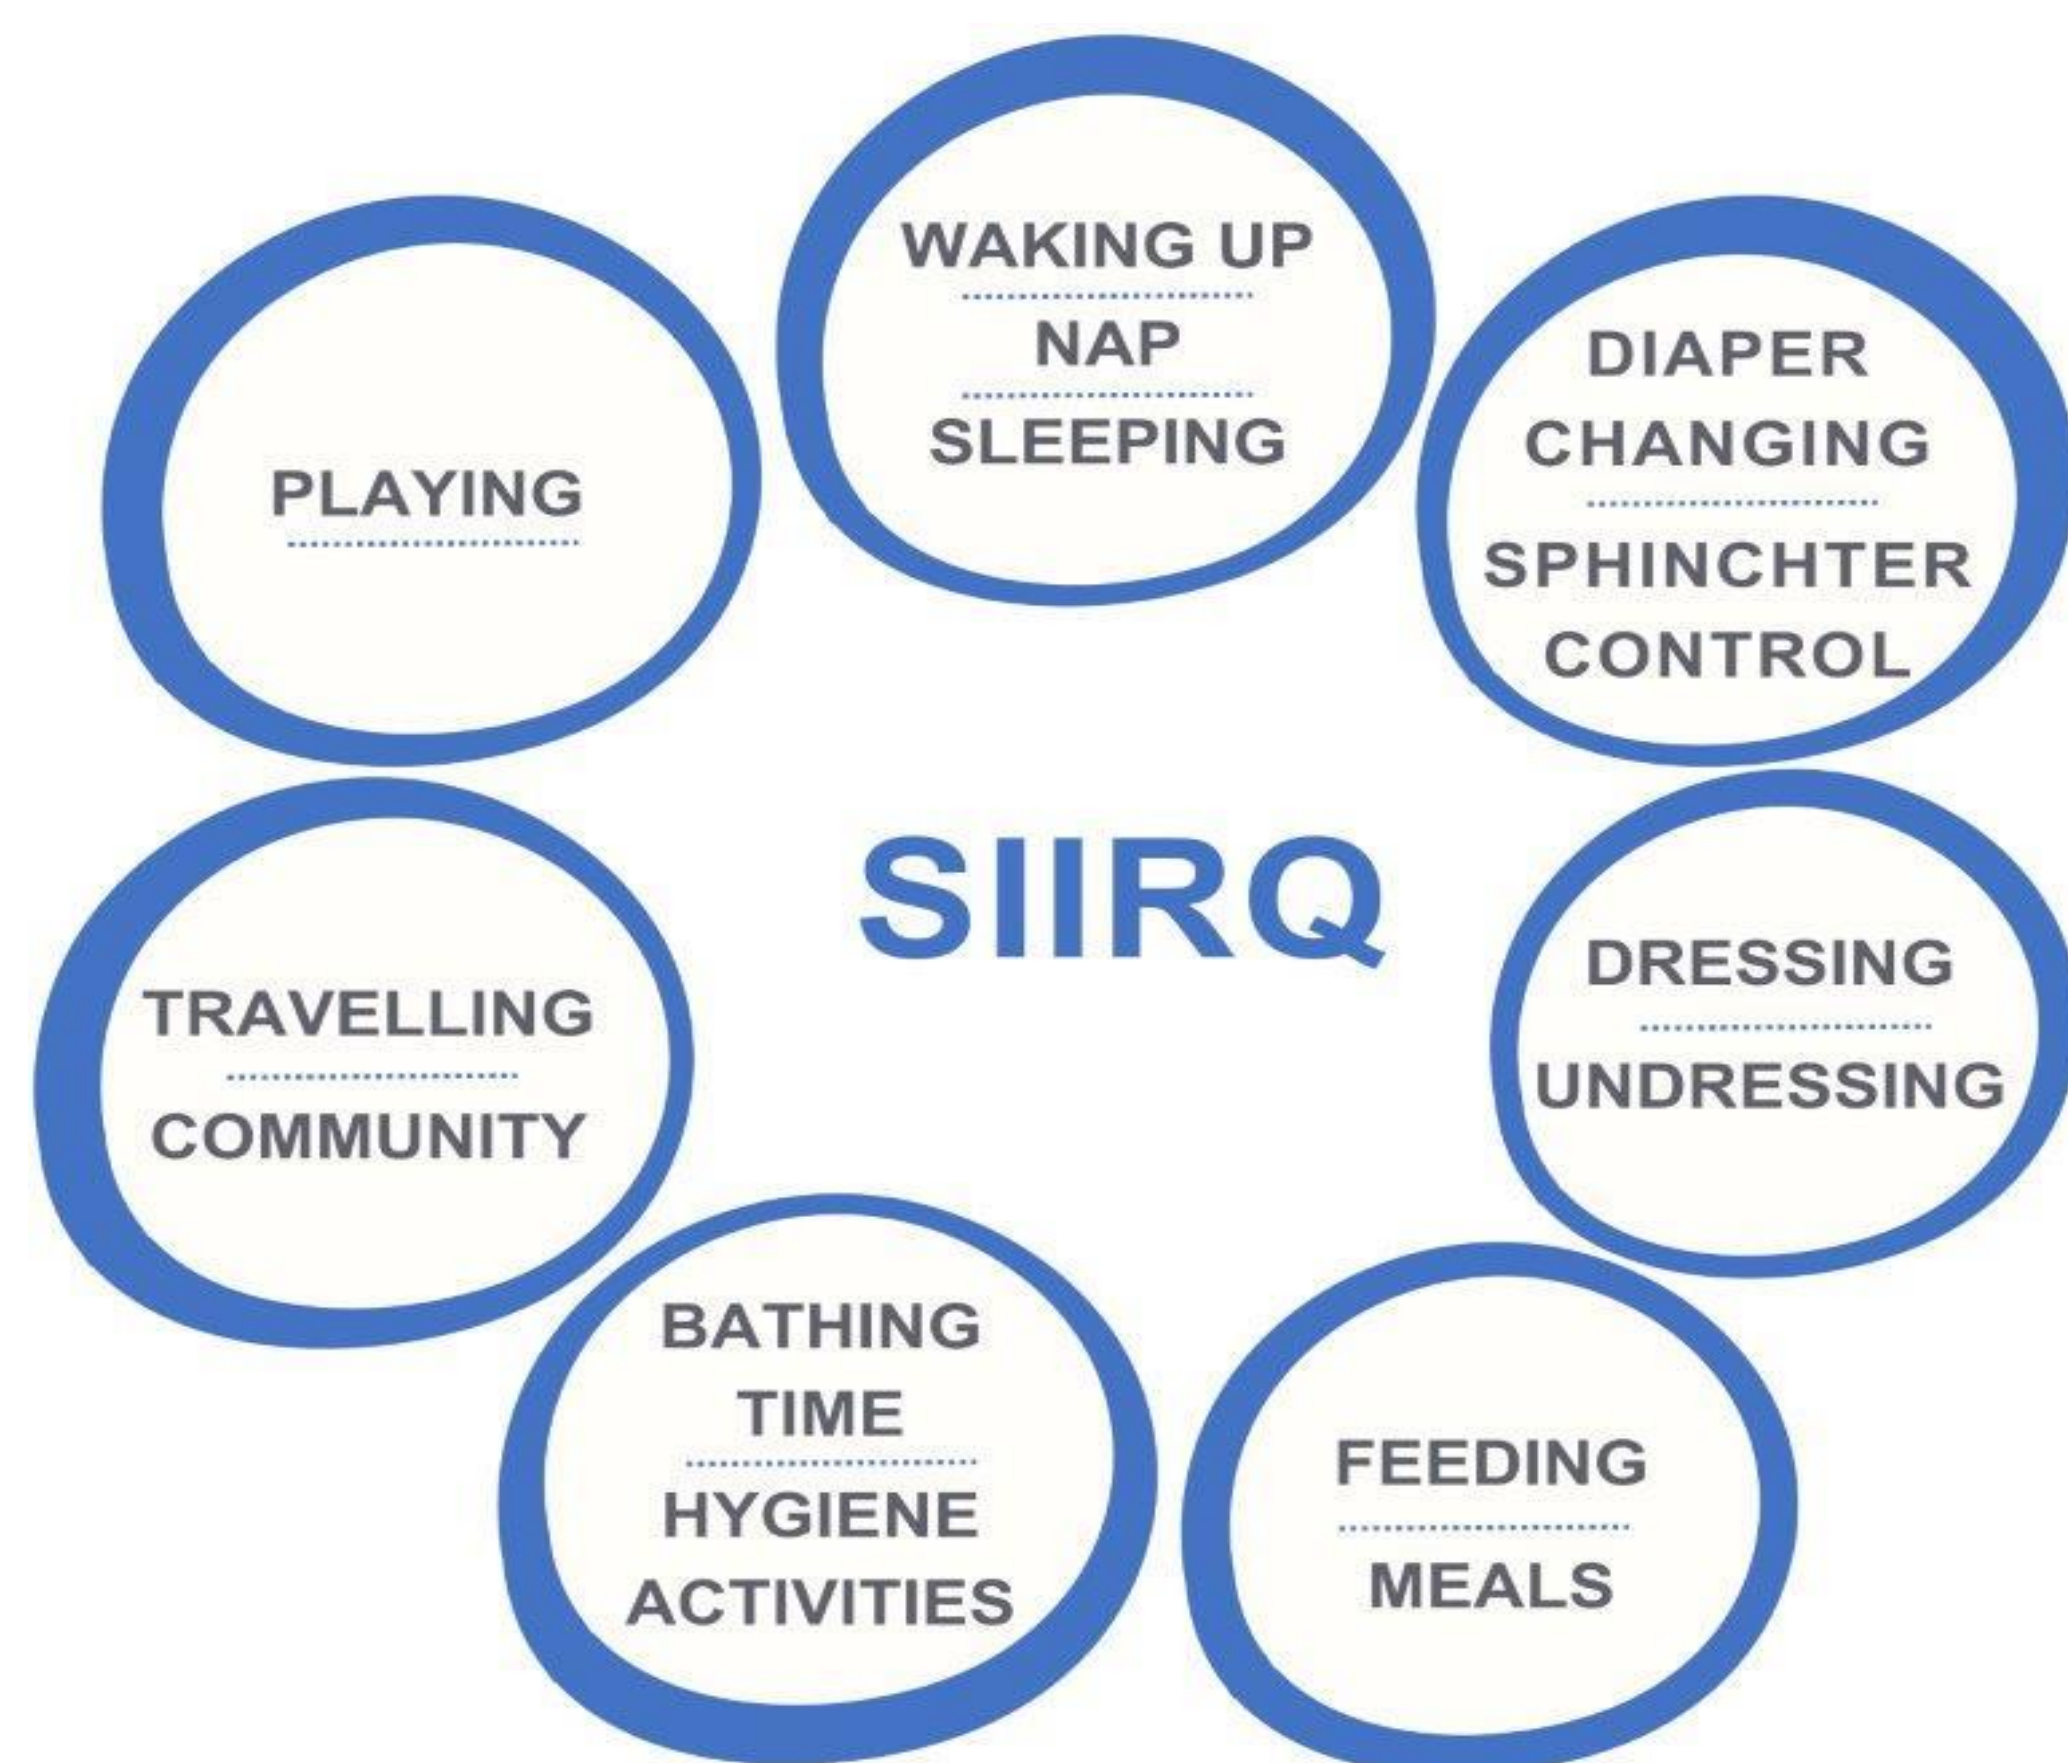 WAKING UP
NAP
SLEEPING
DIAPER
CHANGING
SPHINCHTER
CONTROL
DRESSING
UNDRESSING
FEEDING
MEALS
BATHING
TIME
HYGIENE
ACTIVITIES
TRAVELLING
COMMUNITY
PLAYING
SIIRQ